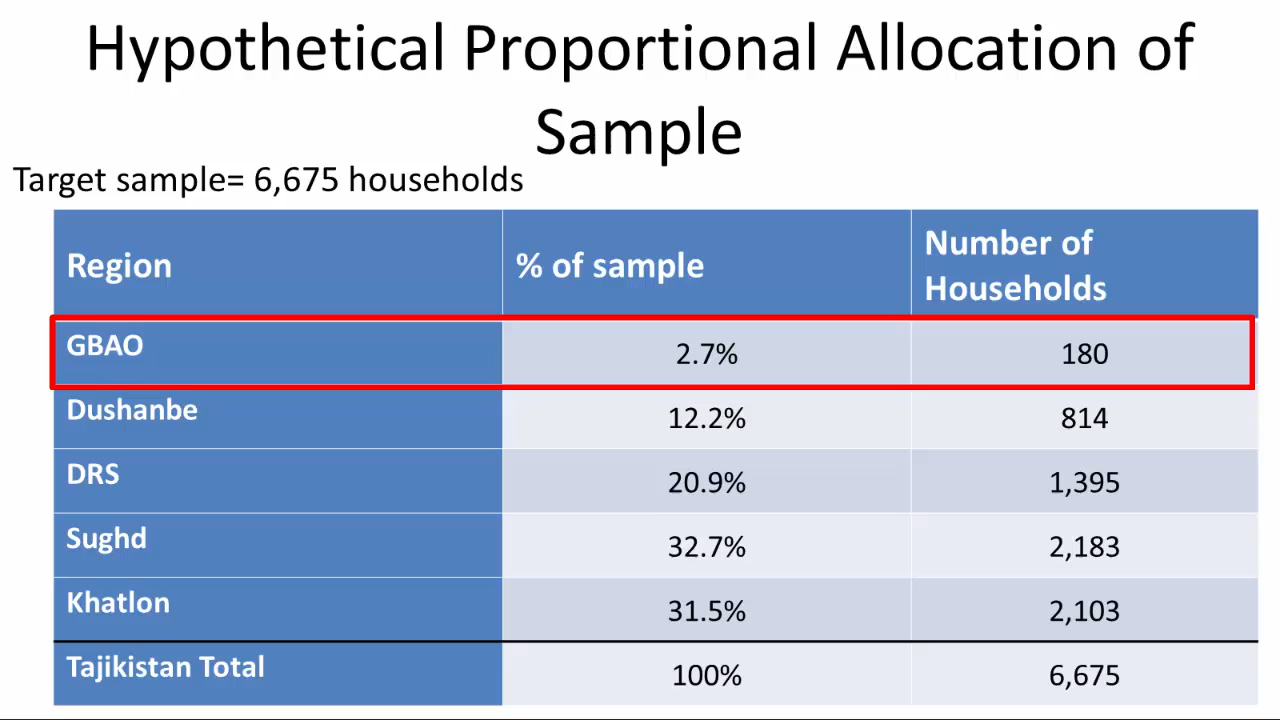 Hypothetical Proportional Allocation of
Sample
Target sample= 6,675 households
Region % of sample Number of
Households
GBAO 2.7% 180
Dushanbe 12.2% 814
DRS 20.9% 1,395
Sughd 32.7% 2,183
Khatlon 31.5% 2,103
Tajikistan Total 100% 6,675